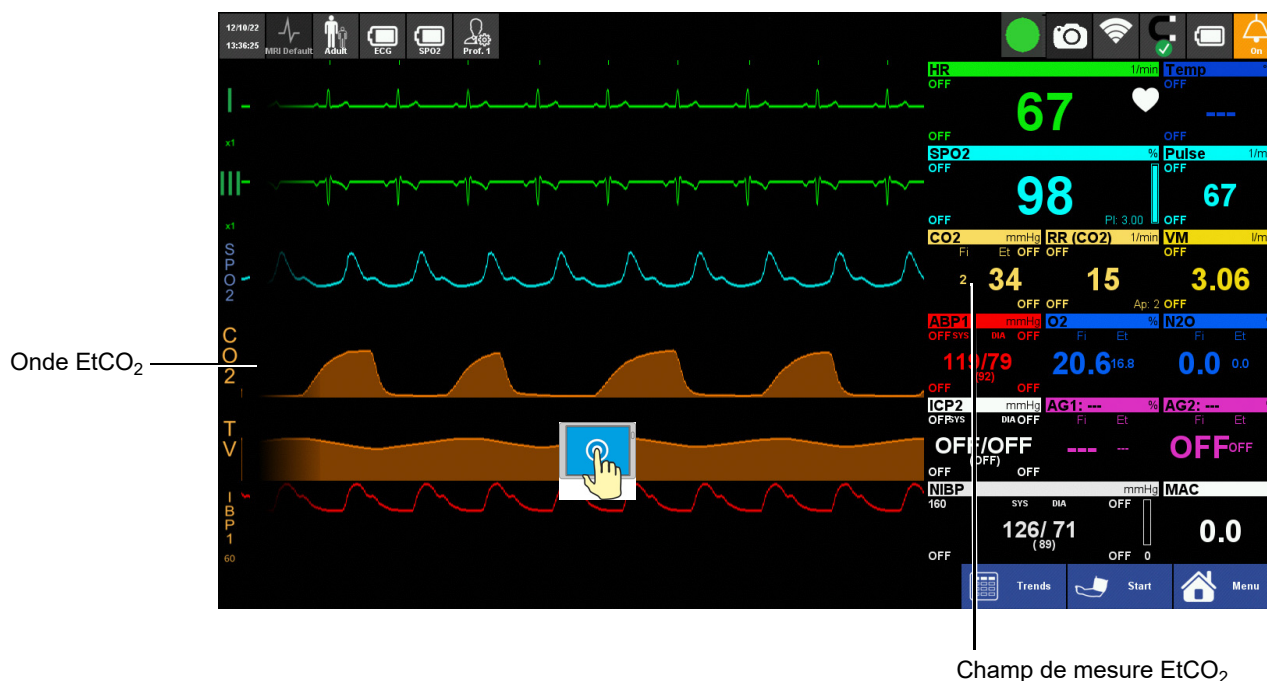 12/10/22
13:36:25
MRI Default
Adult
ECG
SPO2
Prof. 1
On
I
x1
III
x1
SPO2
CO2
TV
IBP1
60
HR 1/min
OFF
67
OFF
Temp
OFF
---
OFF
SPO2 %
OFF
98
OFF PI: 3.00
Pulse 1/m
OFF
67
OFF
CO2 mmHg
Fi Et OFF
2 34
OFF
RR (CO2) 1/min
OFF
15
OFF Ap: 2
VM l/m
OFF
3.06
OFF
ABP1 mmHg
OFF SYS DIA OFF
119/79
(92)
OFF OFF
O2 %
Fi Et
20.6 16.8
N2O
Fi Et
0.0 0.0
ICP2 mmHg
OFF SYS DIA OFF
OFF/OFF
(OFF)
OFF OFF
AG1: --- %
Fi Et
--- ---
AG2: ---
Fi Et
OFF OFF
NIBP mmHg
160 SYS DIA OFF
126/ 71
( 89)
OFF OFF 0
MAC
0.0
Trends
Start
Menu
Onde EtCO2
Champ de mesure EtCO2